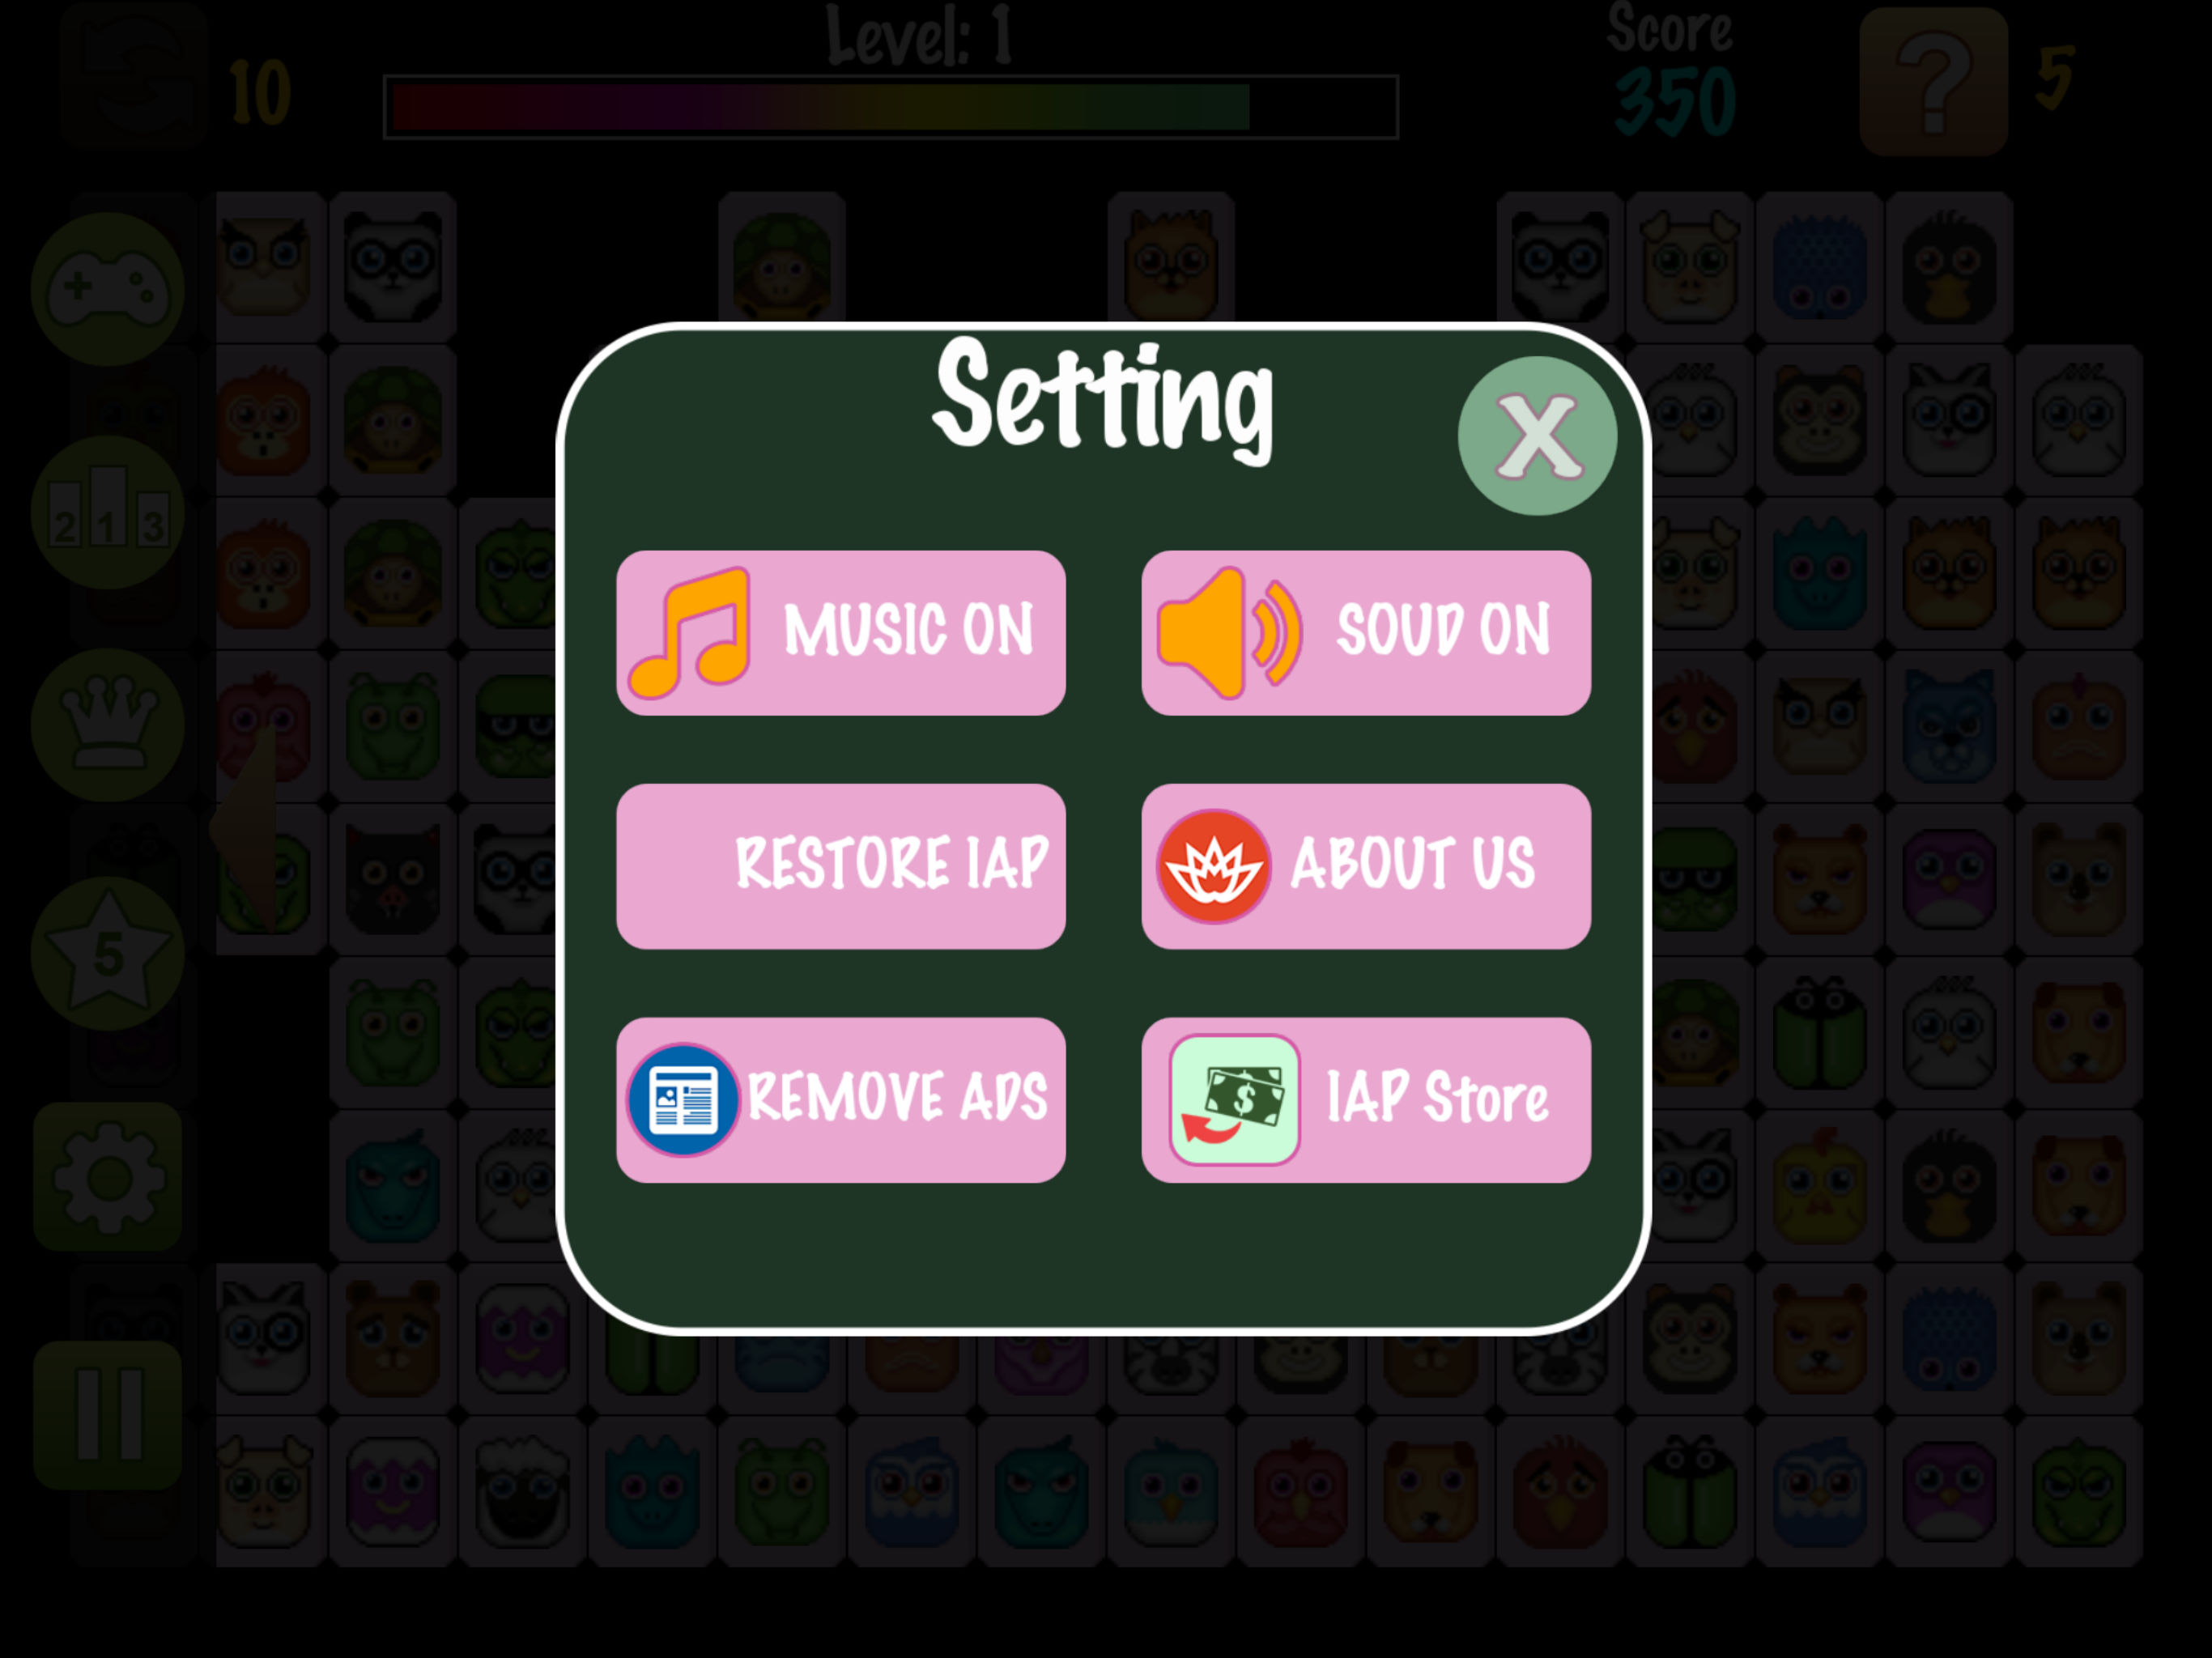 Level: 1
Score
10
350
?
5
Setting
X
2 1 3
MUSIC ON
SOUD ON
RESTORE IAP
ABOUT US
5
REMOVE ADS
$
IAP Store